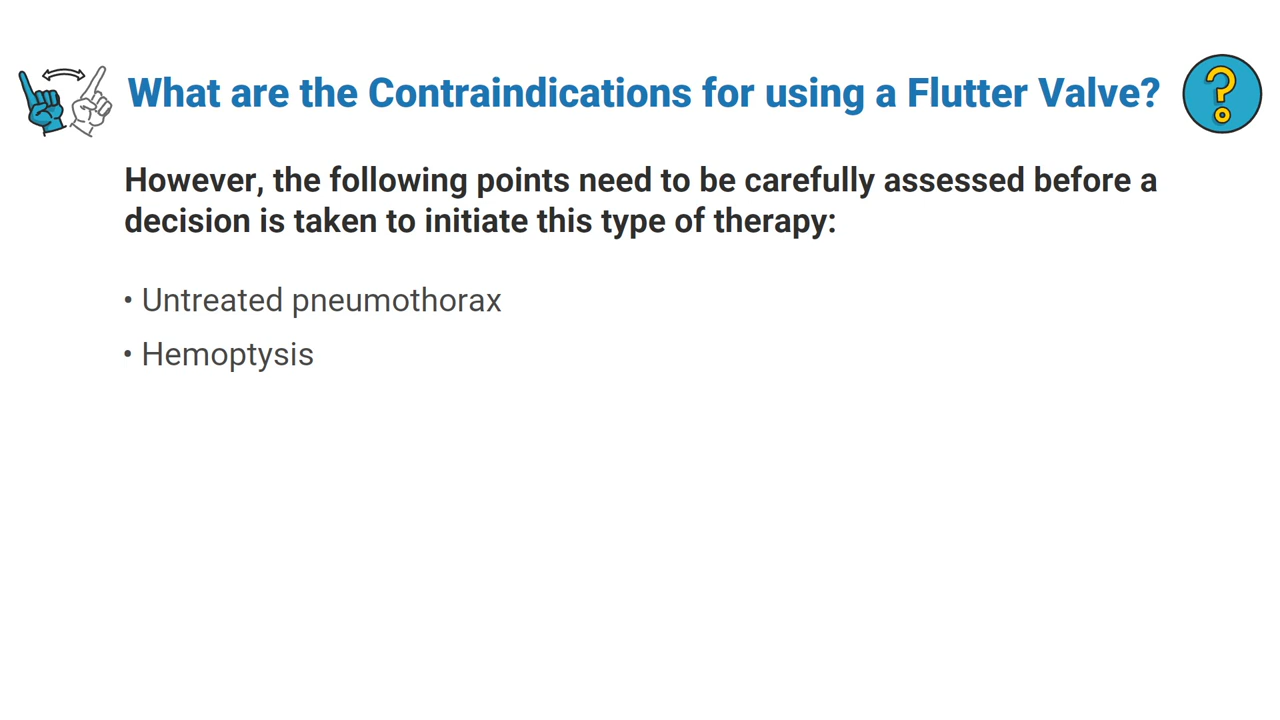 What are the Contraindications for using a Flutter Valve?
However, the following points need to be carefully assessed before a
decision is taken to initiate this type of therapy:
• Untreated pneumothorax
• Hemoptysis